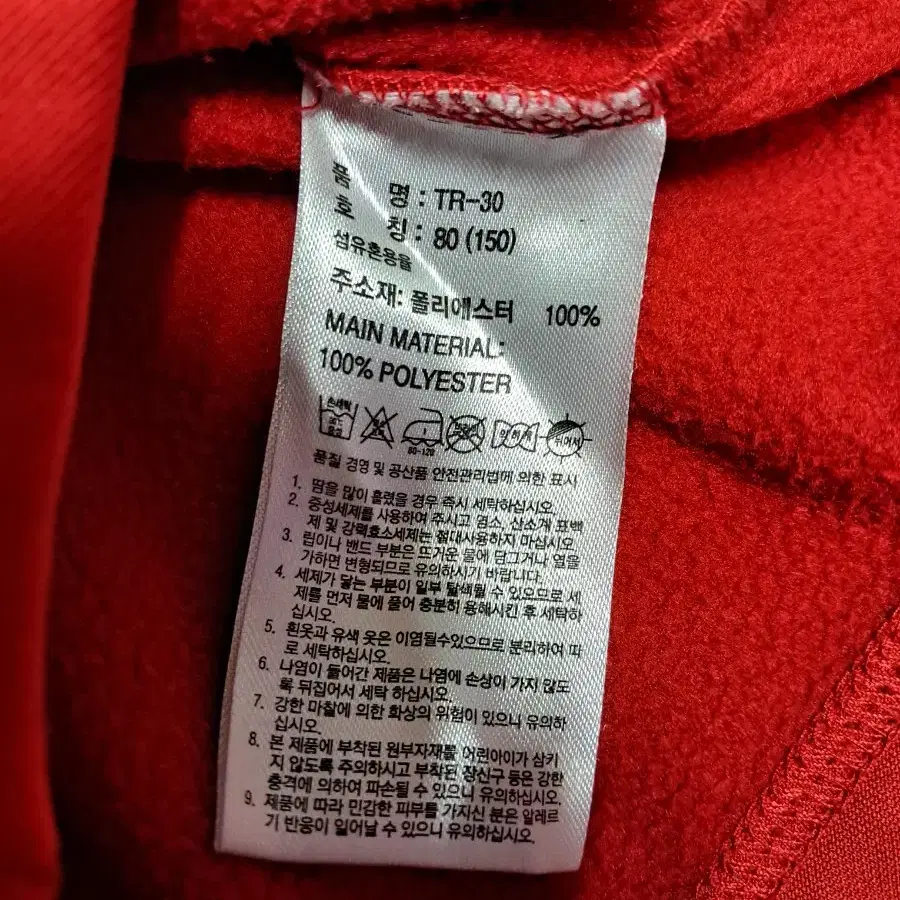 품 명 : TR-30
호 칭 : 80 (150)
섬유혼용율
주소재: 폴리에스터 100%
MAIN MATERIAL:
100% POLYESTER
손세탁 80-120 약하게 뉘어서
중성
품질 경영 및 공산품 안전관리법에 의한 표시
1. 땀을 많이 흘렸을 경우 즉시 세탁하십시오.
2. 중성세제를 사용하여 주시고 염소, 산소계 표백
제 및 강력효소세제는 절대사용하지 마십시오.
3. 립이나 밴드 부분은 뜨거운 물에 담그거나 열을
가하면 변형되므로 유의하시기 바랍니다.
4. 세제가 닿는 부분이 일부 탈색될 수 있으므로 세
제를 먼저 물에 풀어 충분히 용해시킨 후 세탁하
십시오.
5. 흰옷과 유색 옷은 이염될수있으므로 분리하여 따
로 세탁하십시오.
6. 나염이 들어간 제품은 나염에 손상이 가지 않도
록 뒤집어서 세탁 하십시오.
7. 강한 마찰에 의한 화상의 위험이 있으니 유의하
십시오.
8. 본 제품에 부착된 원부자재를 어린아이가 삼키
지 않도록 주의하시고 부착된 장신구 등은 강한
충격에 의하여 파손될 수 있으니 유의하십시오.
9. 제품에 따라 민감한 피부를 가지신 분은 알레르
기 반응이 일어날 수 있으니 유의하십시오.